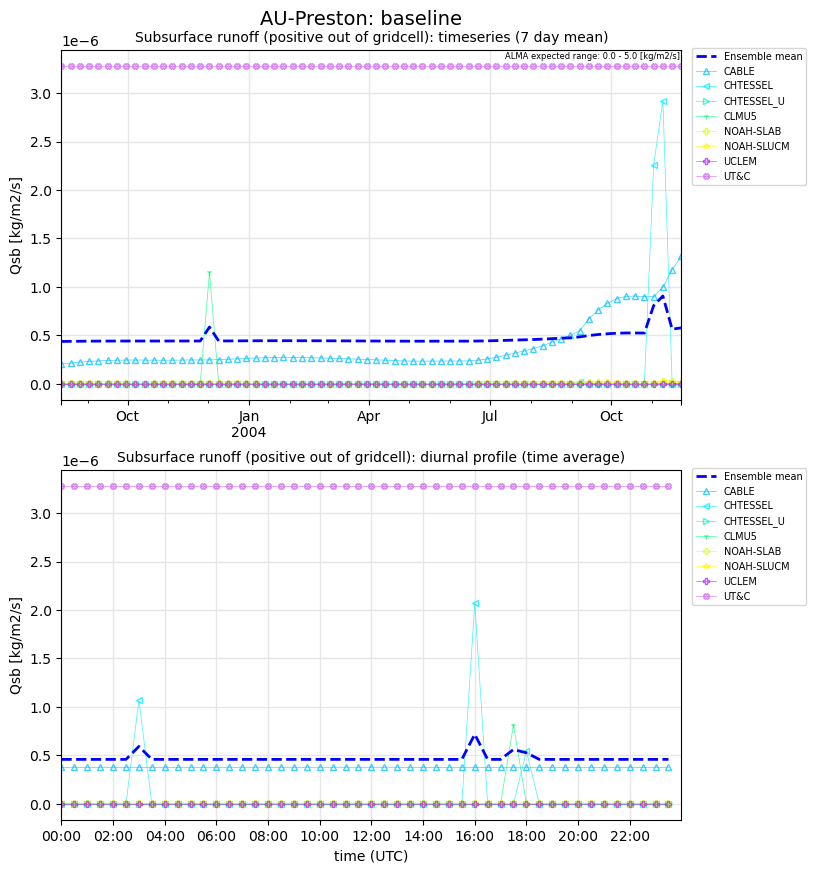 AU-Preston: baseline
Subsurface runoff (positive out of gridcell): timeseries (7 day mean)
1e−6
ALMA expected range: 0.0 - 5.0 [kg/m2/s]
3.0
2.5
2.0
1.5
1.0
0.5
0.0
Qsb [kg/m2/s]
Oct
Jan
2004
Apr
Jul
Oct
Ensemble mean
CABLE
CHTESSEL
CHTESSEL_U
CLMU5
NOAH-SLAB
NOAH-SLUCM
UCLEM
UT&C
Subsurface runoff (positive out of gridcell): diurnal profile (time average)
1e−6
3.0
2.5
2.0
1.5
1.0
0.5
0.0
Qsb [kg/m2/s]
00:00
02:00
04:00
06:00
08:00
10:00
12:00
14:00
16:00
18:00
20:00
22:00
time (UTC)
Ensemble mean
CABLE
CHTESSEL
CHTESSEL_U
CLMU5
NOAH-SLAB
NOAH-SLUCM
UCLEM
UT&C